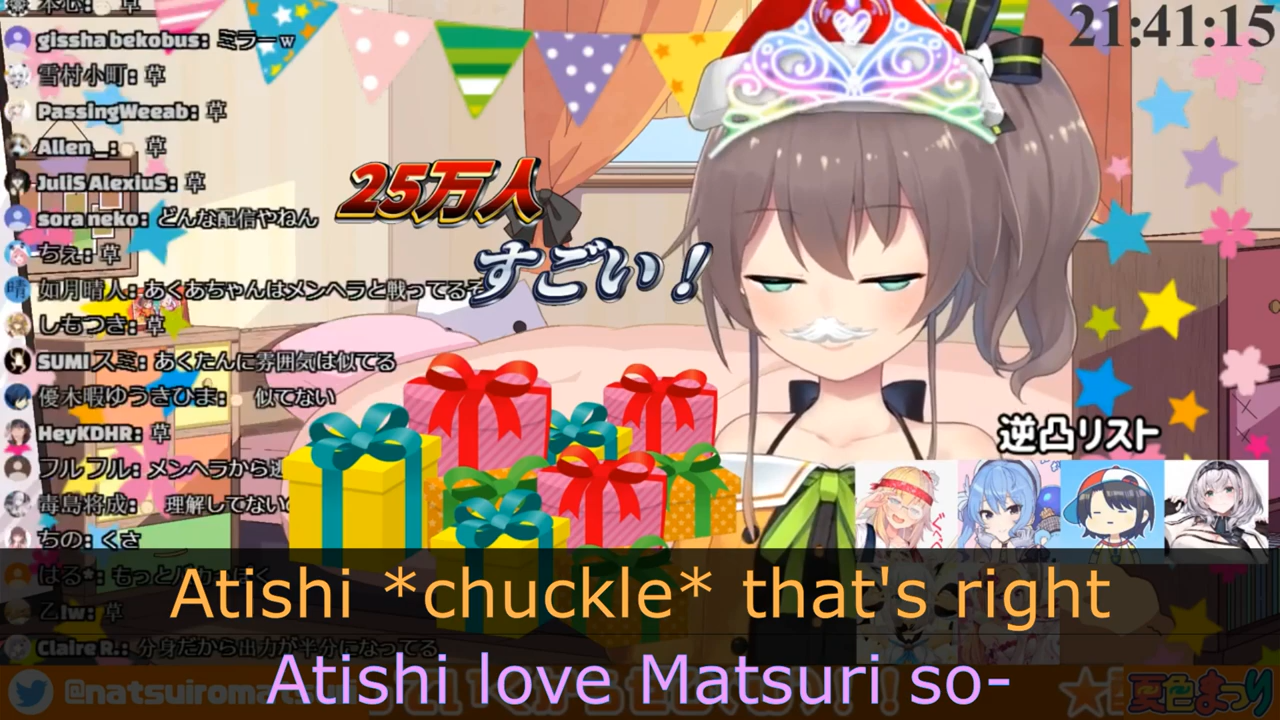 本心: 草
gissha bekobus: ミラーw
雪村小町: 草
PassingWeeab: 草
Allen _: 草
JuliS AlexiuS: 草
sora neko: どんな配信やねん
ちぇ: 草
如月晴人: あくあちゃんはメンヘラと戦ってるぞ
しもつき: 草
SUMIスミ: あくたんに雰囲気は似てる
優木暇ゆうきひま: 似てない
HeyKDHR: 草
フルフル: メンヘラから
毒島将成: 理解してない
ちの: くさ
はる*: もっと
乙lw: 草
Claire R.: 分身だから出力が半分になってる
21:41:15
25万人
すごい!
逆凸リスト
Atishi *chuckle* that's right
Atishi love Matsuri so-
@natsuiromatsuri
夏色まつり